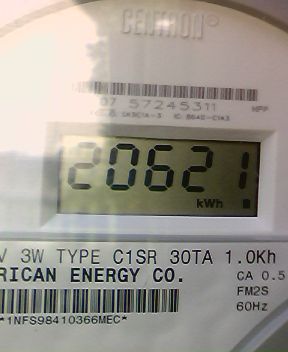 CENTRON®
07 57245311
20621
kWh
V 3W TYPE C1SR 30TA 1.0Kh
RICAN ENERGY CO.
CA 0.5
FM2S
60Hz
*1NFS98410366MEC*